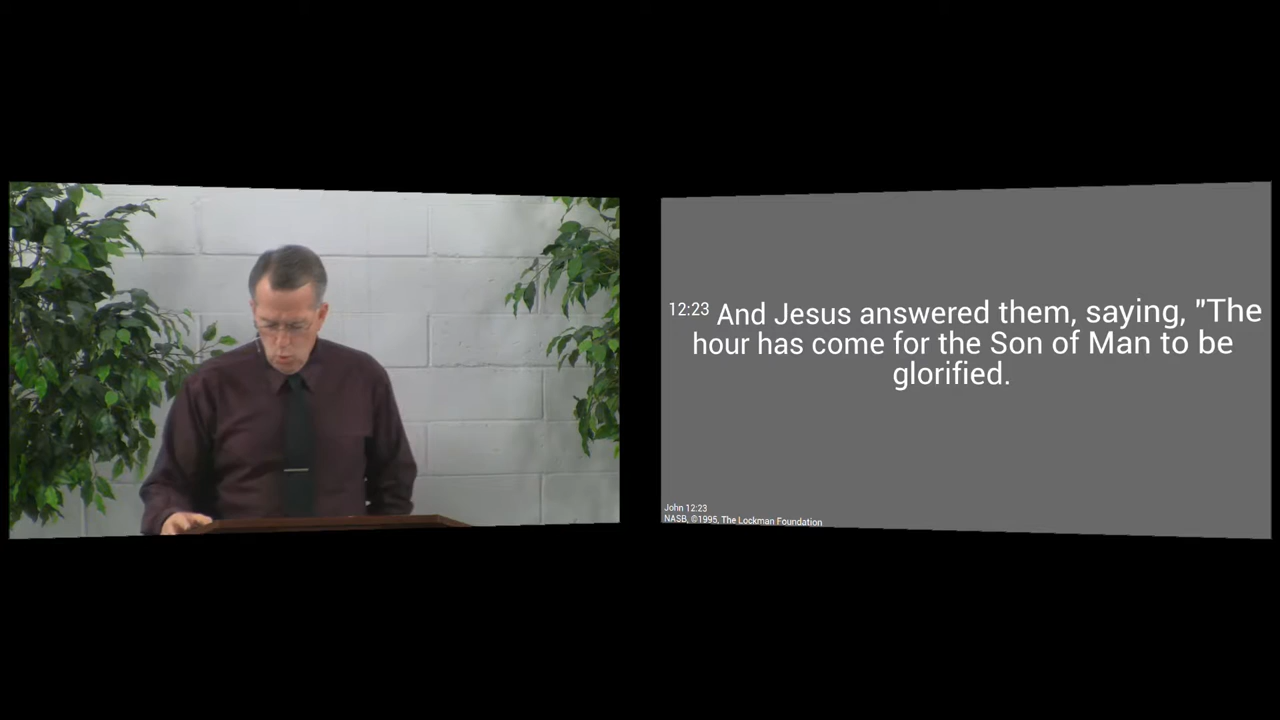 12:23 And Jesus answered them, saying, "The
hour has come for the Son of Man to be
glorified.
John 12:23
NASB, ©1995, The Lockman Foundation